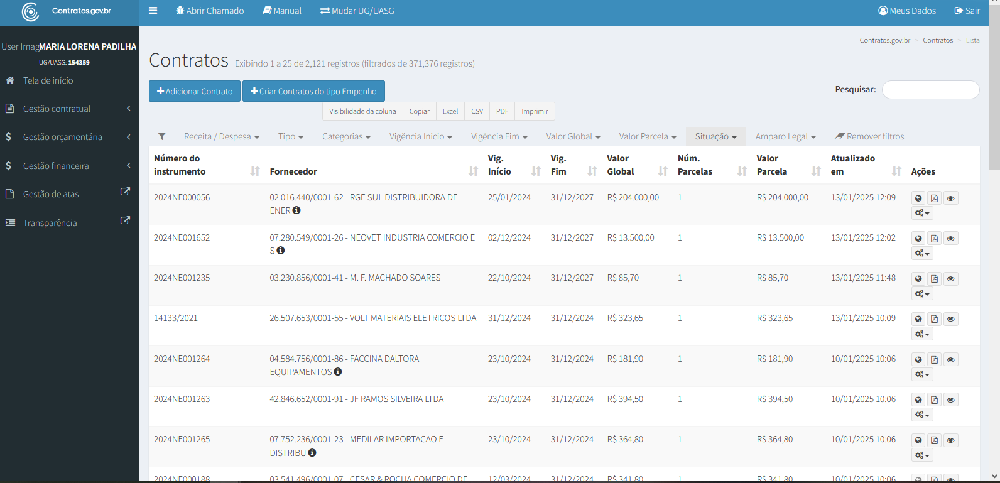 Contratos.gov.br
Abrir Chamado
Manual
Mudar UG/UASG
Meus Dados
Sair
User Imag
MARIA LORENA PADILHA
UG/UASG: 154359
Tela de início
Gestão contratual
Gestão orçamentária
Gestão financeira
Gestão de atas
Transparência
Contratos.gov.br > Contratos > Lista
Contratos Exibindo 1 a 25 de 2,121 registros (filtrados de 371,376 registros)
Adicionar Contrato
Criar Contratos do tipo Empenho
Pesquisar:
Visibilidade da coluna Copiar Excel CSV PDF Imprimir
Receita / Despesa Tipo Categorias Vigência Inicio Vigência Fim Valor Global Valor Parcela Situação Amparo Legal Remover filtros
Número do instrumento Fornecedor Vig. Início Vig. Fim Valor Global Núm. Parcelas Valor Parcela Atualizado em Ações
2024NE000056 02.016.440/0001-62 - RGE SUL DISTRIBUIDORA DE ENER 25/01/2024 31/12/2027 R$ 204.000,00 1 R$ 204.000,00 13/01/2025 12:09
2024NE001652 07.280.549/0001-26 - NEOVET INDUSTRIA COMERCIO E S 02/12/2024 31/12/2027 R$ 13.500,00 1 R$ 13.500,00 13/01/2025 12:02
2024NE001235 03.230.856/0001-41 - M. F. MACHADO SOARES 22/10/2024 31/12/2027 R$ 85,70 1 R$ 85,70 13/01/2025 11:48
14133/2021 26.507.653/0001-55 - VOLT MATERIAIS ELETRICOS LTDA 31/12/2024 31/12/2024 R$ 323,65 1 R$ 323,65 13/01/2025 10:09
2024NE001264 04.584.756/0001-86 - FACCINA DALTORA EQUIPAMENTOS 23/10/2024 31/12/2024 R$ 181,90 1 R$ 181,90 10/01/2025 10:06
2024NE001263 42.846.652/0001-91 - JF RAMOS SILVEIRA LTDA 23/10/2024 31/12/2024 R$ 394,50 1 R$ 394,50 10/01/2025 10:06
2024NE001265 07.752.236/0001-23 - MEDILAR IMPORTACAO E DISTRIBU 23/10/2024 31/12/2024 R$ 364,80 1 R$ 364,80 10/01/2025 10:06
2024NE000188 03.541.496/0001-07 - CESAR & ROCHA COMERCIO DE 12/03/2024 31/12/2024 R$ 341,80 1 R$ 341,80 10/01/2025 10:06